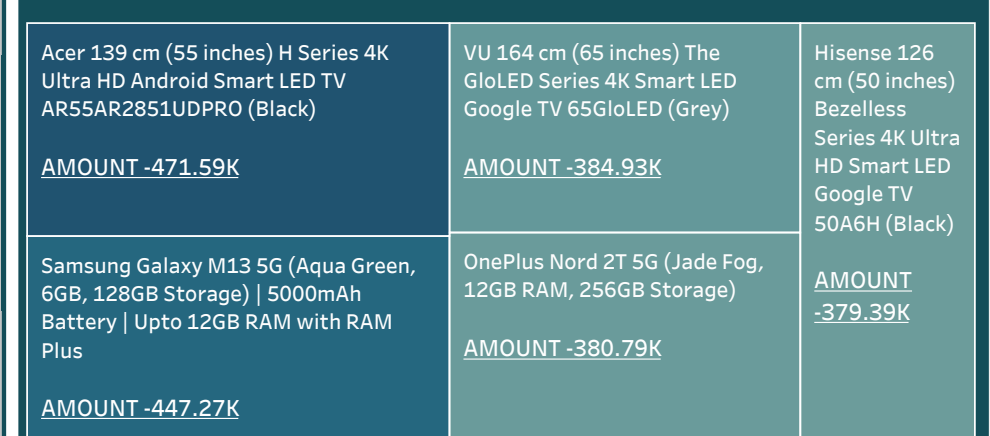 Acer 139 cm (55 inches) H Series 4K
Ultra HD Android Smart LED TV
AR55AR2851UDPRO (Black)
AMOUNT -471.59K
Samsung Galaxy M13 5G (Aqua Green,
6GB, 128GB Storage) | 5000mAh
Battery | Upto 12GB RAM with RAM
Plus
AMOUNT -447.27K
VU 164 cm (65 inches) The
GloLED Series 4K Smart LED
Google TV 65GloLED (Grey)
AMOUNT -384.93K
OnePlus Nord 2T 5G (Jade Fog,
12GB RAM, 256GB Storage)
AMOUNT -380.79K
Hisense 126
cm (50 inches)
Bezelless
Series 4K Ultra
HD Smart LED
Google TV
50A6H (Black)
AMOUNT
-379.39K